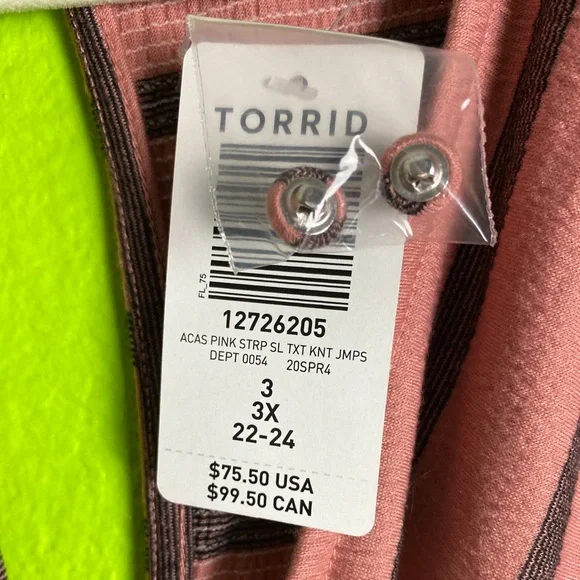 TORRID
FL_75
12726205
ACAS PINK STRP SL TXT KNT JMPS
DEPT 0054 20SPR4
3
3X
22-24
$75.50 USA
$99.50 CAN